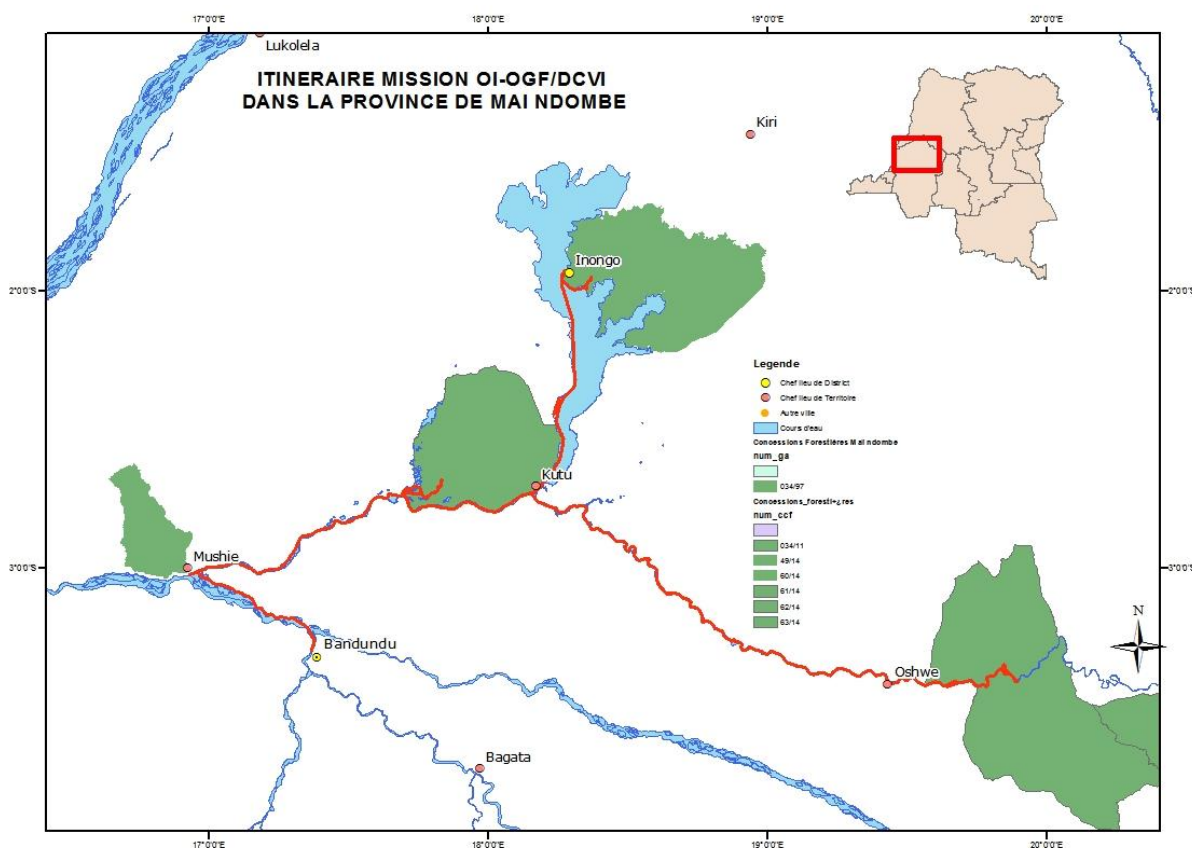 17°0'0"E
18°0'0"E
19°0'0"E
20°0'0"E
Lukolela
ITINERAIRE MISSION OI-OGF/DCVI
DANS LA PROVINCE DE MAI NDOMBE
Kiri
Inongo
2°0'0"S
2°0'0"S
Legende
Chef lieu de District
Chef lieu de Territoire
Autre ville
Cours d'eau
Concessions Forestières Mai ndombe
num_ga
034/97
Concessions_foresti+¿res
num_ccf
034/11
49/14
60/14
61/14
62/14
63/14
Kutu
Mushie
3°0'0"S
3°0'0"S
N
Bandundu
Oshwe
Bagata
17°0'0"E
18°0'0"E
19°0'0"E
20°0'0"E